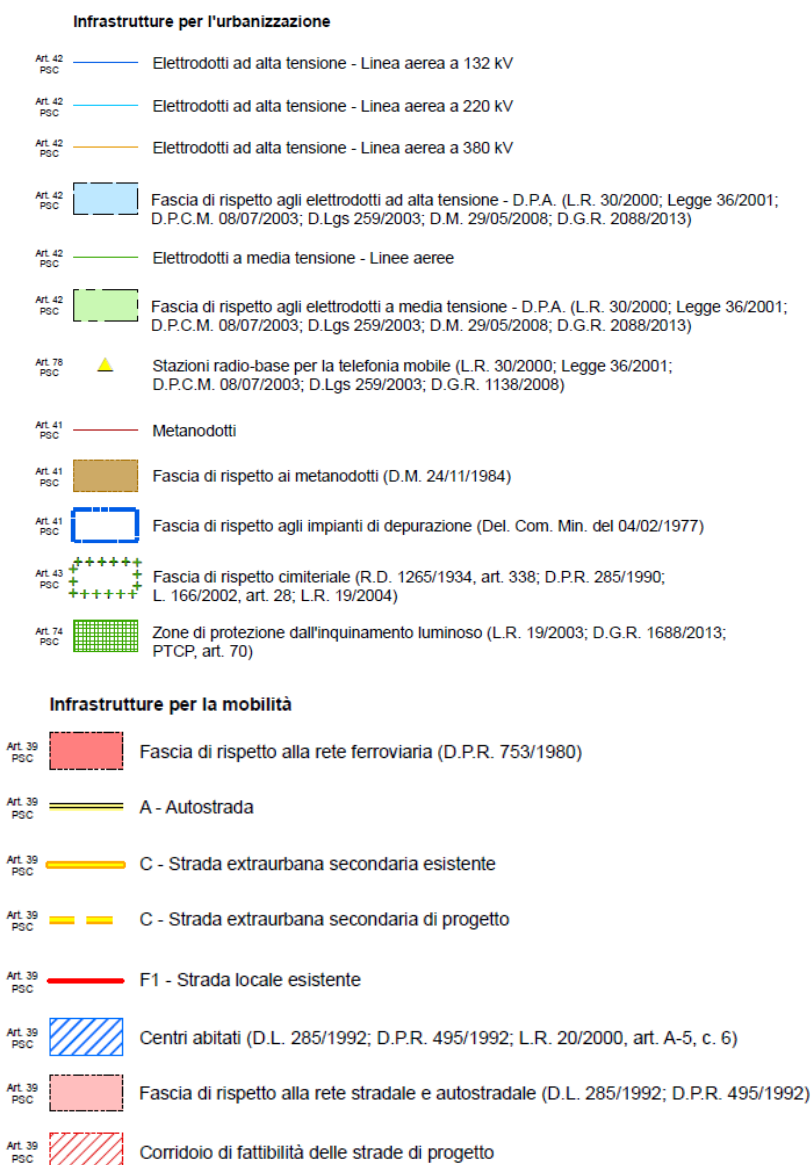 Infrastrutture per l'urbanizzazione
Art. 42
PSC
Elettrodotti ad alta tensione - Linea aerea a 132 kV
Art. 42
PSC
Elettrodotti ad alta tensione - Linea aerea a 220 kV
Art. 42
PSC
Elettrodotti ad alta tensione - Linea aerea a 380 kV
Art. 42
PSC
Fascia di rispetto agli elettrodotti ad alta tensione - D.P.A. (L.R. 30/2000; Legge 36/2001;
D.P.C.M. 08/07/2003; D.Lgs 259/2003; D.M. 29/05/2008; D.G.R. 2088/2013)
Art. 42
PSC
Elettrodotti a media tensione - Linee aeree
Art. 42
PSC
Fascia di rispetto agli elettrodotti a media tensione - D.P.A. (L.R. 30/2000; Legge 36/2001;
D.P.C.M. 08/07/2003; D.Lgs 259/2003; D.M. 29/05/2008; D.G.R. 2088/2013)
Art. 78
PSC
Stazioni radio-base per la telefonia mobile (L.R. 30/2000; Legge 36/2001;
D.P.C.M. 08/07/2003; D.Lgs 259/2003; D.G.R. 1138/2008)
Art. 41
PSC
Metanodotti
Art. 41
PSC
Fascia di rispetto ai metanodotti (D.M. 24/11/1984)
Art. 41
PSC
Fascia di rispetto agli impianti di depurazione (Del. Com. Min. del 04/02/1977)
Art. 43
PSC
Fascia di rispetto cimiteriale (R.D. 1265/1934, art. 338; D.P.R. 285/1990;
L. 166/2002, art. 28; L.R. 19/2004)
Art. 74
PSC
Zone di protezione dall'inquinamento luminoso (L.R. 19/2003; D.G.R. 1688/2013;
PTCP, art. 70)
Infrastrutture per la mobilità
Art. 39
PSC
Fascia di rispetto alla rete ferroviaria (D.P.R. 753/1980)
Art. 39
PSC
A - Autostrada
Art. 39
PSC
C - Strada extraurbana secondaria esistente
Art. 39
PSC
C - Strada extraurbana secondaria di progetto
Art. 39
PSC
F1 - Strada locale esistente
Art. 39
PSC
Centri abitati (D.L. 285/1992; D.P.R. 495/1992; L.R. 20/2000, art. A-5, c. 6)
Art. 39
PSC
Fascia di rispetto alla rete stradale e autostradale (D.L. 285/1992; D.P.R. 495/1992)
Art. 39
PSC
Corridoio di fattibilità delle strade di progetto